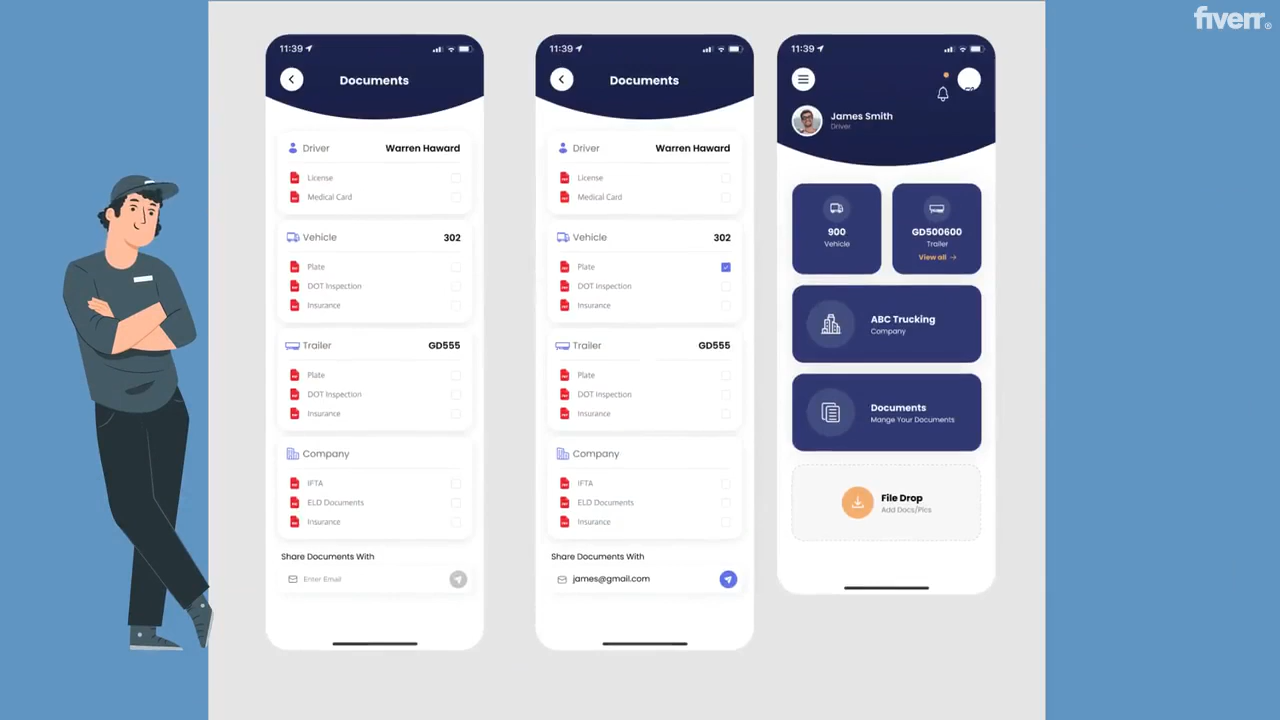 fiverr.
11:39
Documents
Driver
Warren Haward
License
Medical Card
Vehicle
302
Plate
DOT Inspection
Insurance
Trailer
GD555
Plate
DOT Inspection
Insurance
Company
IFTA
ELD Documents
Insurance
Share Documents With
Enter Email
11:39
Documents
Driver
Warren Haward
License
Medical Card
Vehicle
302
Plate
DOT Inspection
Insurance
Trailer
GD555
Plate
DOT Inspection
Insurance
Company
IFTA
ELD Documents
Insurance
Share Documents With
james@gmail.com
11:39
James Smith
Driver
900
Vehicle
GD500600
Trailer
View all →
ABC Trucking
Company
Documents
Mange Your Documents
File Drop
Add Docs/Pics